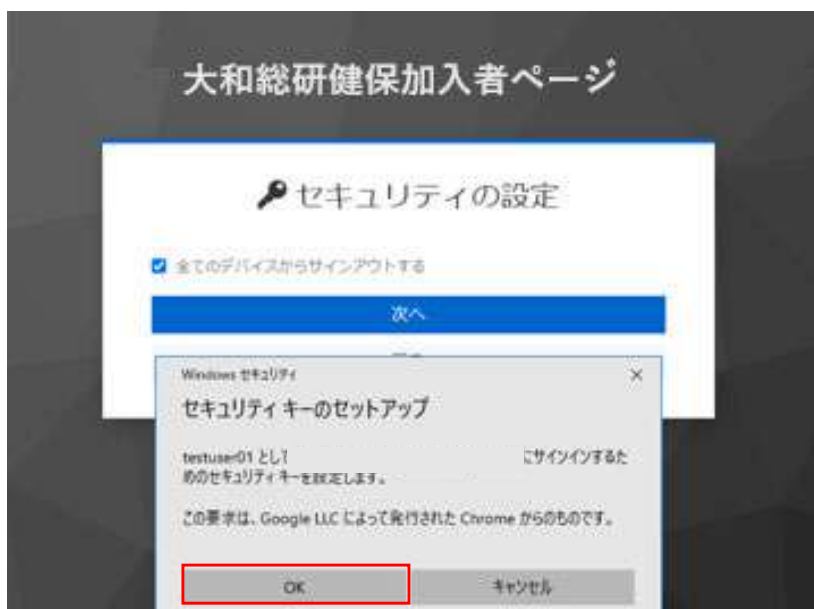 大和総研健保加入者ページ
セキュリティの設定
全てのデバイスからサインアウトする
次へ
Windows セキュリティ
セキュリティ キーのセットアップ
testuser01 として にサインインするた
めのセキュリティ キーを設定します。
この要求は、Google LLC によって発行された Chrome からのものです。
OK キャンセル